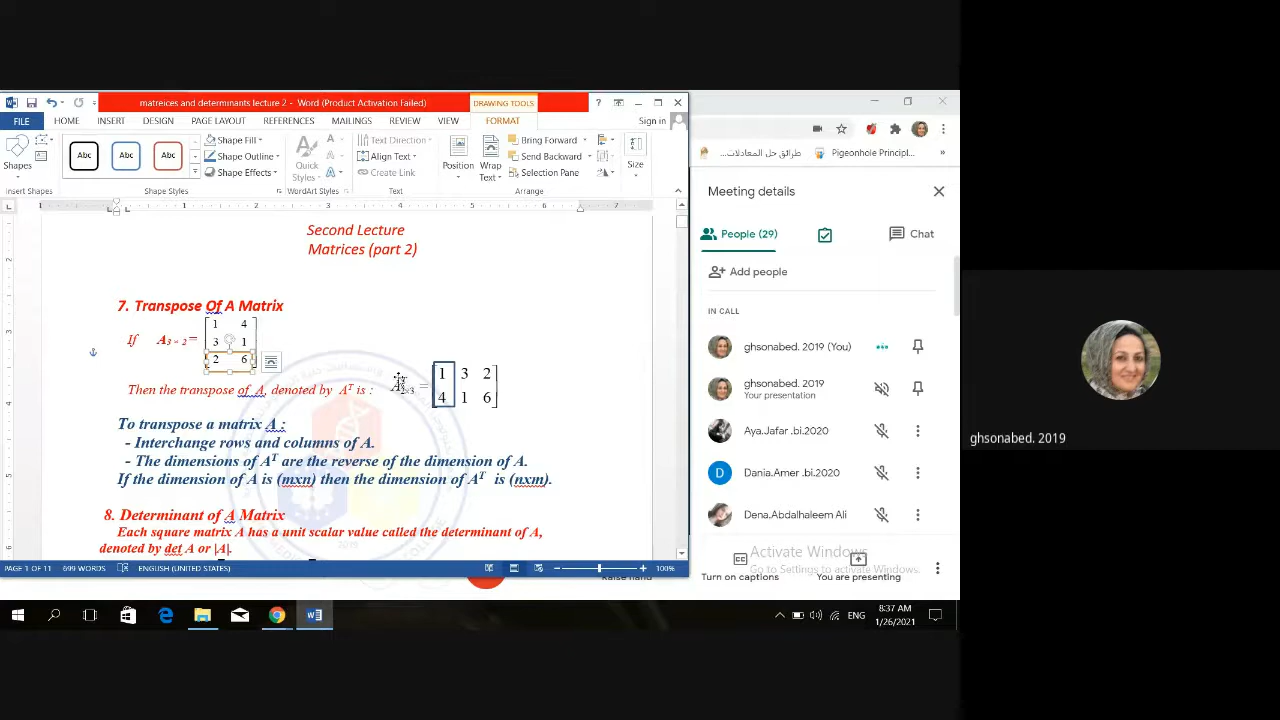 matreices and determinants lecture 2 - Word (Product Activation Failed)
DRAWING TOOLS
FILE HOME INSERT DESIGN PAGE LAYOUT REFERENCES MAILINGS REVIEW VIEW FORMAT Sign in
Shapes
Abc Abc Abc
Shape Fill
Shape Outline
Shape Effects
Quick Styles
Text Direction
Align Text
Create Link
Position
Wrap Text
Bring Forward
Send Backward
Selection Pane
Size
Insert Shapes Shape Styles WordArt Styles Text Arrange
Second Lecture
Matrices (part 2)
7. Transpose Of A Matrix
If A3 × 2 =
1 4
3 1
2 6
Then the transpose of A, denoted by A^T is :
=
1 3 2
4 1 6
To transpose a matrix A :
- Interchange rows and columns of A.
- The dimensions of A^T are the reverse of the dimension of A.
If the dimension of A is (mxn) then the dimension of A^T is (nxm).
8. Determinant of A Matrix
Each square matrix A has a unit scalar value called the determinant of A,
denoted by det A or |A|.
PAGE 1 OF 11 699 WORDS ENGLISH (UNITED STATES) 100%
طرائق حل المعادلات...
Pigeonhole Principl...
Meeting details
People (29)
Chat
Add people
IN CALL
ghsonabed. 2019 (You)
ghsonabed. 2019
Your presentation
Aya.Jafar .bi.2020
D
Dania.Amer .bi.2020
Dena.Abdalhaleem Ali
Activate Windows
Go to Settings to activate Windows.
Raise hand
Turn on captions
You are presenting
ENG
8:37 AM
1/26/2021
ghsonabed. 2019